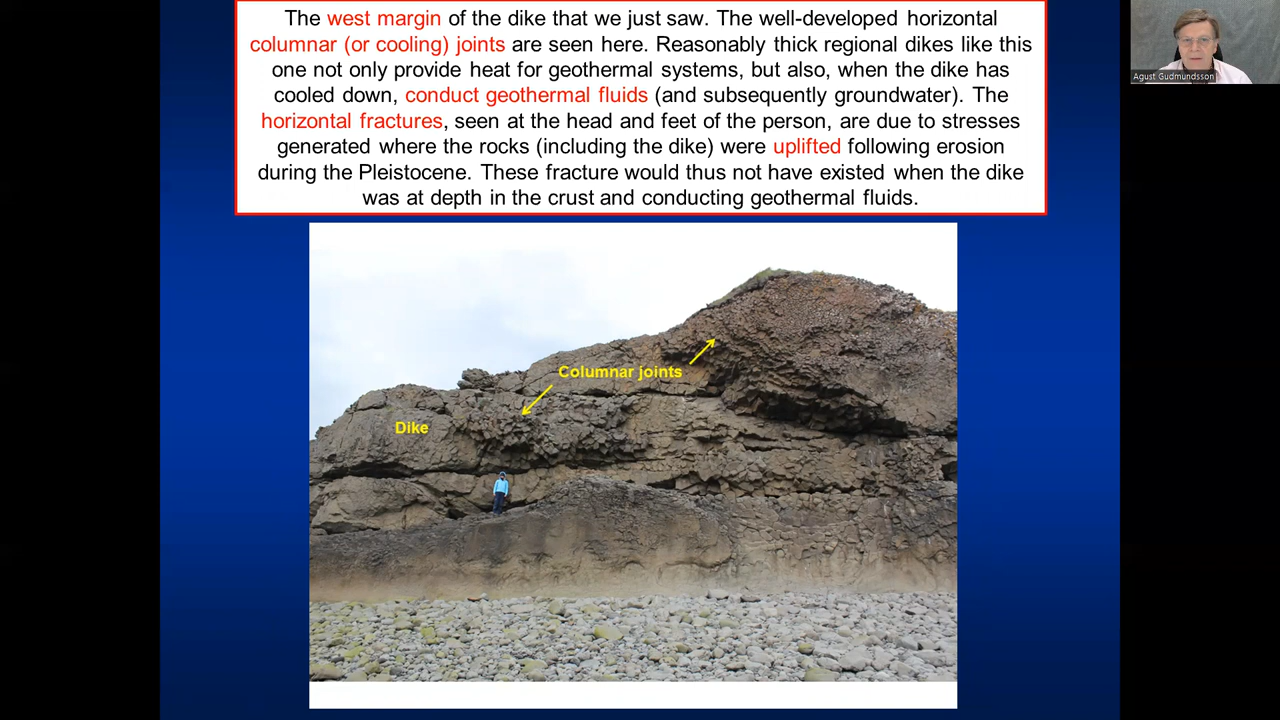 The west margin of the dike that we just saw. The well-developed horizontal
columnar (or cooling) joints are seen here. Reasonably thick regional dikes like this
one not only provide heat for geothermal systems, but also, when the dike has
cooled down, conduct geothermal fluids (and subsequently groundwater). The
horizontal fractures, seen at the head and feet of the person, are due to stresses
generated where the rocks (including the dike) were uplifted following erosion
during the Pleistocene. These fracture would thus not have existed when the dike
was at depth in the crust and conducting geothermal fluids.
Agust Gudmundsson
Columnar joints
Dike